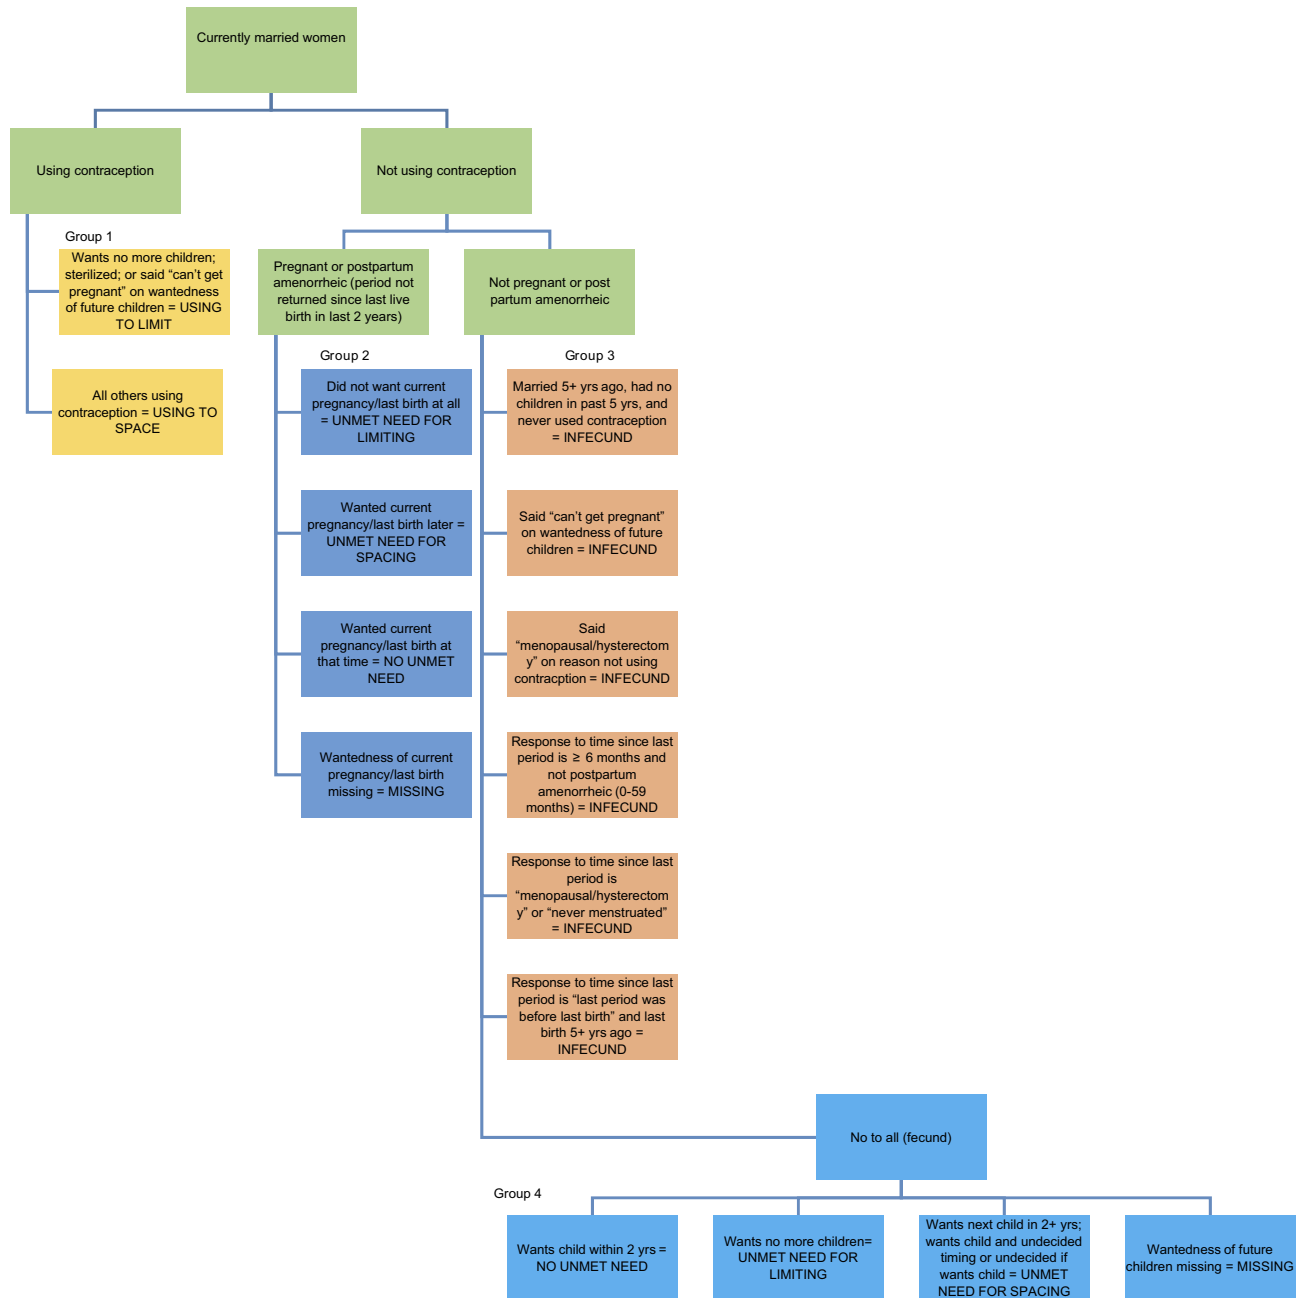 Currently married women
Using contraception
Not using contraception
Group 1
Wants no more children;
sterilized; or said “can’t get
pregnant” on wantedness
of future children = USING
TO LIMIT
All others using
contraception = USING TO
SPACE
Pregnant or postpartum
amenorrheic (period not
returned since last live
birth in last 2 years)
Not pregnant or post
partum amenorrheic
Group 2
Did not want current
pregnancy/last birth at all
= UNMET NEED FOR
LIMITING
Wanted current
pregnancy/last birth later =
UNMET NEED FOR
SPACING
Wanted current
pregnancy/last birth at
that time = NO UNMET
NEED
Wantedness of current
pregnancy/last birth
missing = MISSING
Group 3
Married 5+ yrs ago, had no
children in past 5 yrs, and
never used contraception
= INFECUND
Said “can’t get pregnant”
on wantedness of future
children = INFECUND
Said
“menopausal/hysterectom
y” on reason not using
contracption = INFECUND
Response to time since last
period is ≥ 6 months and
not postpartum
amenorrheic (0-59
months) = INFECUND
Response to time since last
period is
“menopausal/hysterectom
y” or “never menstruated”
= INFECUND
Response to time since last
period is “last period was
before last birth” and last
birth 5+ yrs ago =
INFECUND
No to all (fecund)
Group 4
Wants child within 2 yrs =
NO UNMET NEED
Wants no more children=
UNMET NEED FOR
LIMITING
Wants next child in 2+ yrs;
wants child and undecided
timing or undecided if
wants child = UNMET
NEED FOR SPACING
Wantedness of future
children missing = MISSING